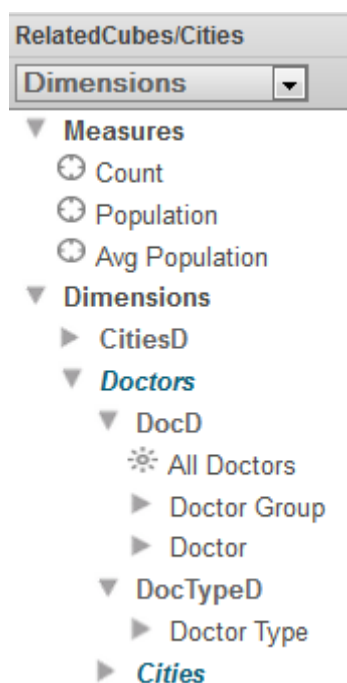 RelatedCubes/Cities
Dimensions
Measures
Count
Population
Avg Population
Dimensions
CitiesD
Doctors
DocD
All Doctors
Doctor Group
Doctor
DocTypeD
Doctor Type
Cities